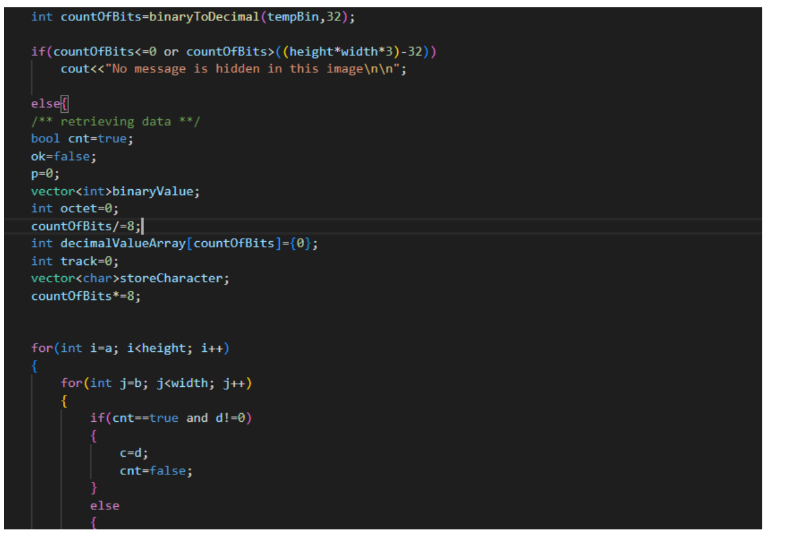 int countOfBits=binaryToDecimal(tempBin,32);
if(countOfBits<=0 or countOfBits>((height*width*3)-32))
cout<<"No message is hidden in this image\n\n";
else{
/** retrieving data **/
bool cnt=true;
ok=false;
p=0;
vector<int>binaryValue;
int octet=0;
countOfBits/=8;
int decimalValueArray[countOfBits]={0};
int track=0;
vector<char>storeCharacter;
countOfBits*=8;
for(int i=a; i<height; i++)
{
for(int j=b; j<width; j++)
{
if(cnt==true and d!=0)
{
c=d;
cnt=false;
}
else
{